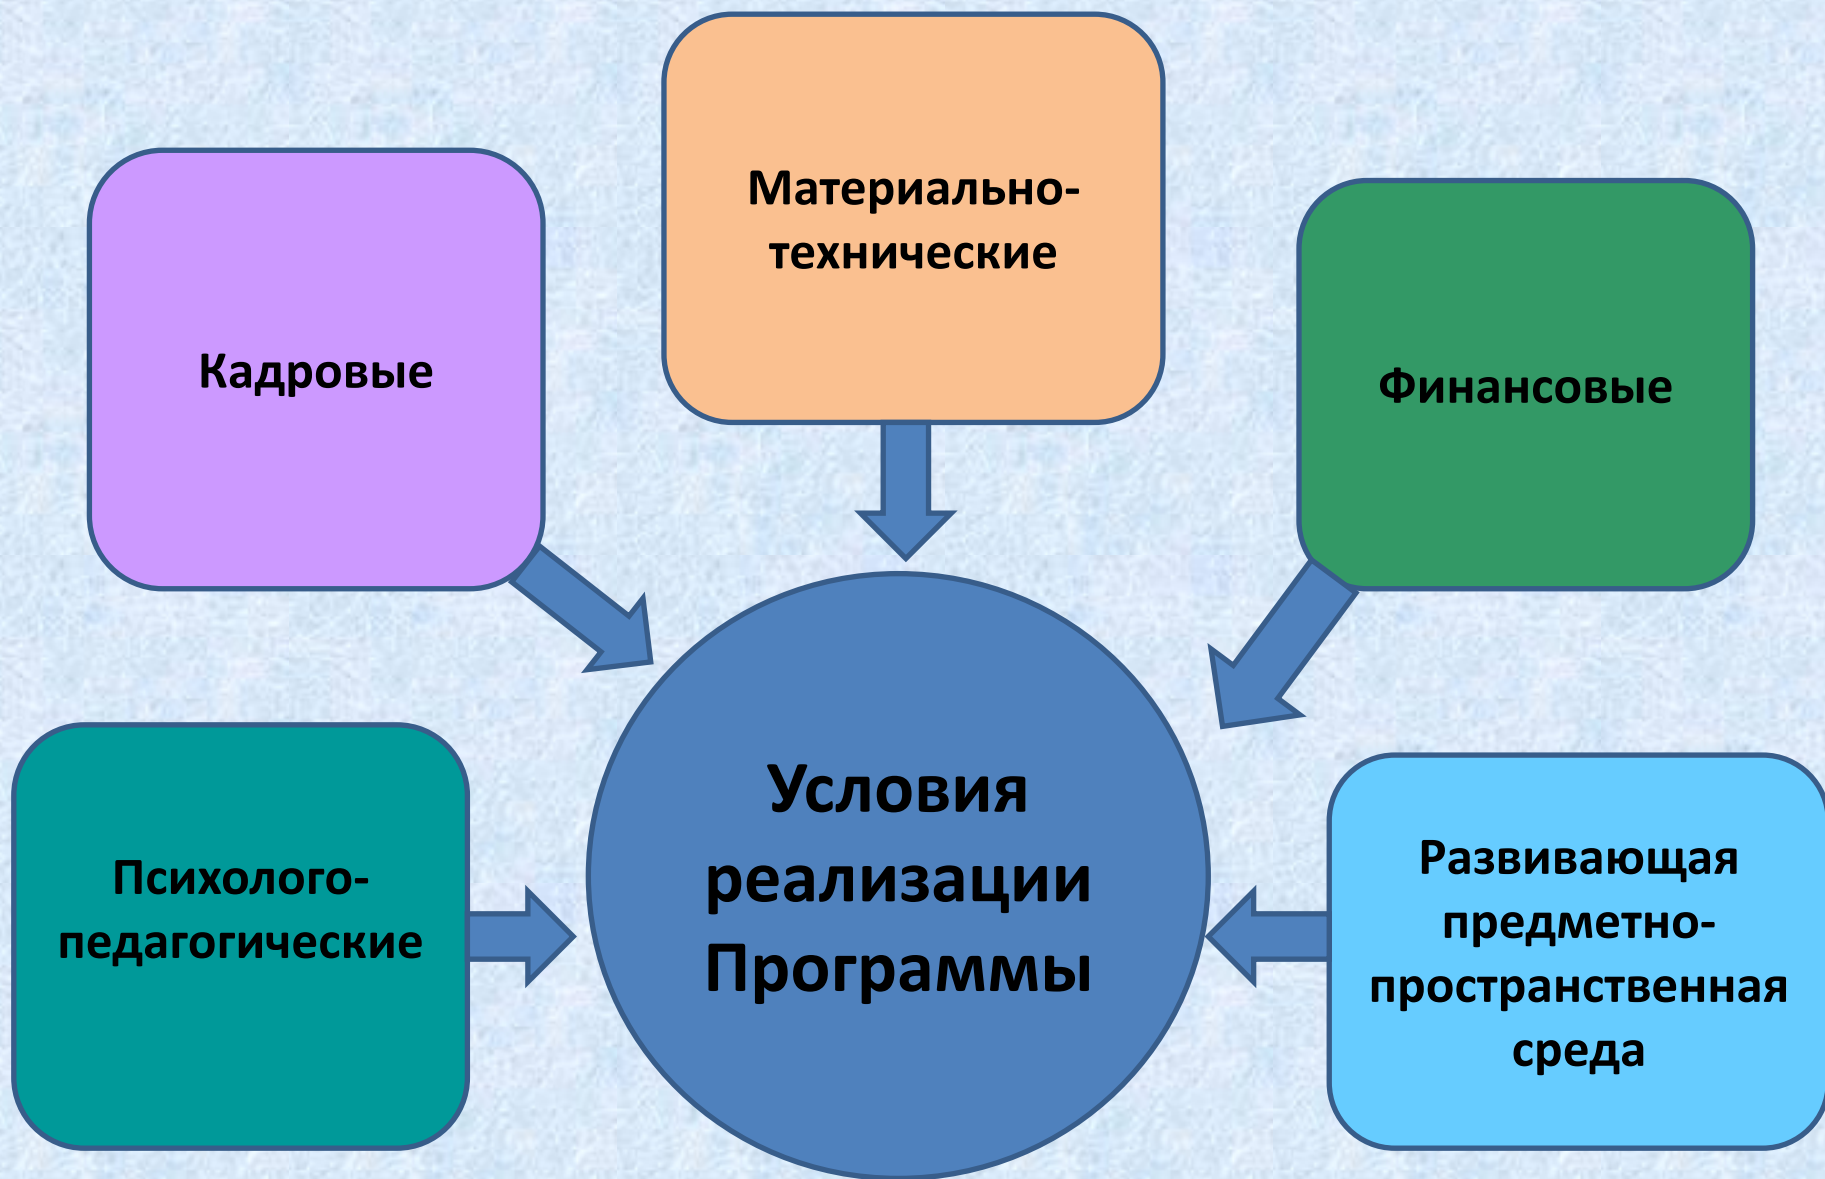 Материально-
технические
Кадровые
Финансовые
Условия
реализации
Программы
Психолого-
педагогические
Развивающая
предметно-
пространственная
среда